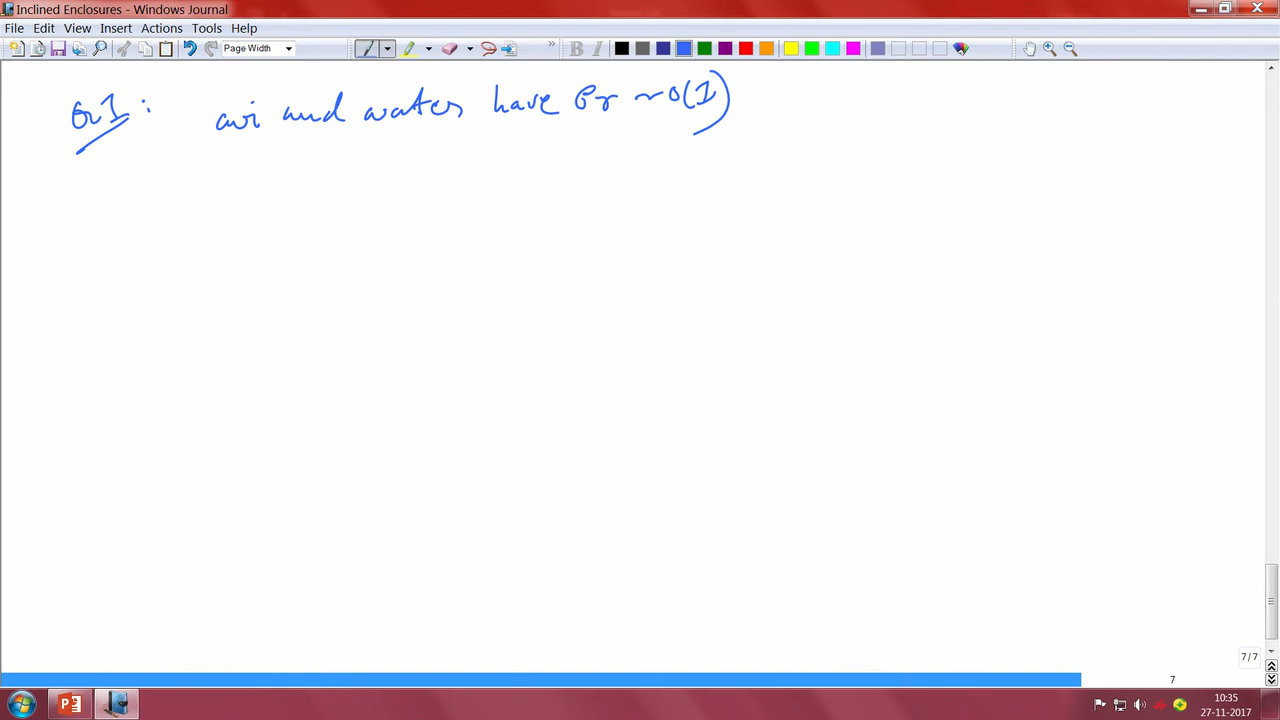 Inclined Enclosures - Windows Journal
File Edit View Insert Actions Tools Help
Page Width
B I
Q1 : air and water have Pr ~ O(1)
7/7
7
10:35
27-11-2017